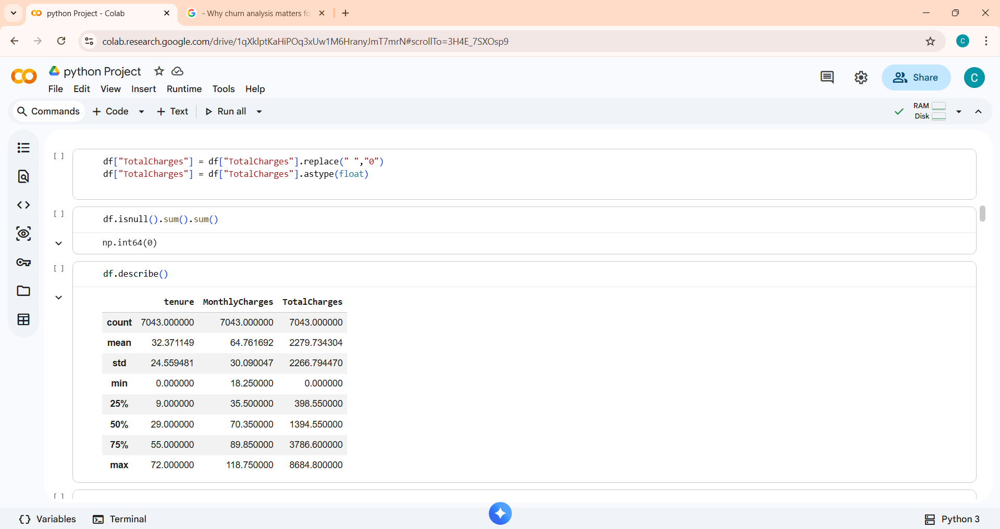 python Project - Colab
- Why churn analysis matters fo
colab.research.google.com/drive/1qXklptKaHiPOq3xUw1M6HranyJmT7mrN#scrollTo=3H4E_7SXOsp9
C
python Project
File Edit View Insert Runtime Tools Help
Share
C
Commands
+ Code
+ Text
Run all
RAM
Disk
[ ]
df["TotalCharges"] = df["TotalCharges"].replace(" ","0")
df["TotalCharges"] = df["TotalCharges"].astype(float)
[ ]
df.isnull().sum().sum()
np.int64(0)
[ ]
df.describe()
tenure MonthlyCharges TotalCharges
count 7043.000000 7043.000000 7043.000000
mean 32.371149 64.761692 2279.734304
std 24.559481 30.090047 2266.794470
min 0.000000 18.250000 0.000000
25% 9.000000 35.500000 398.550000
50% 29.000000 70.350000 1394.550000
75% 55.000000 89.850000 3786.600000
max 72.000000 118.750000 8684.800000
[ ]
{} Variables
Terminal
Python 3